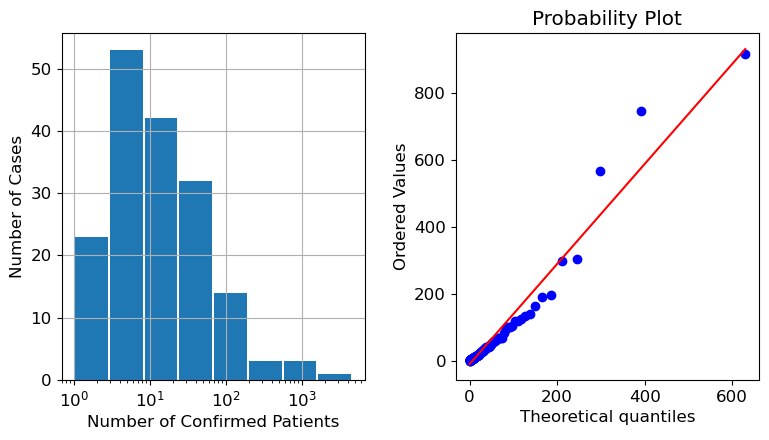 Number of Cases
50
40
30
20
10
0
10^0 10^1 10^2 10^3
Number of Confirmed Patients
Probability Plot
Ordered Values
800
600
400
200
0
0 200 400 600
Theoretical quantiles